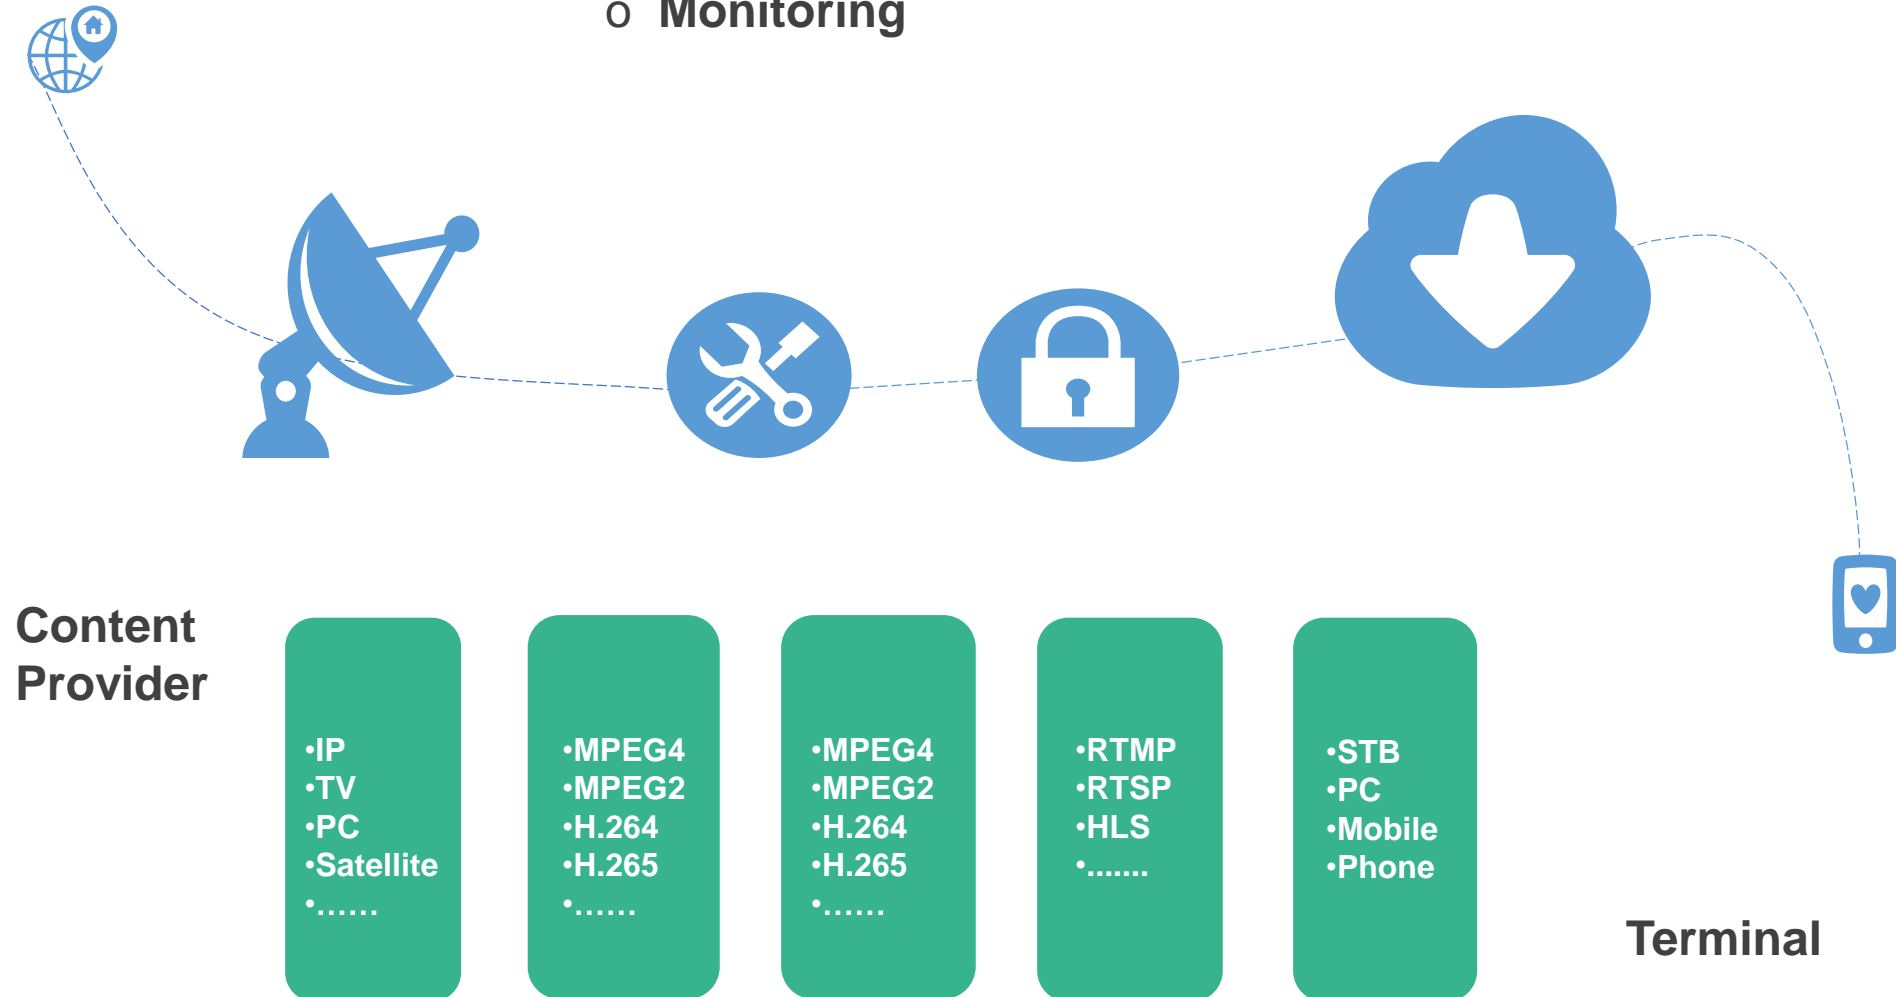 o Monitoring
Content
Provider
•IP
•TV
•PC
•Satellite
•……
•MPEG4
•MPEG2
•H.264
•H.265
•……
•MPEG4
•MPEG2
•H.264
•H.265
•……
•RTMP
•RTSP
•HLS
•.......
•STB
•PC
•Mobile
•Phone
Terminal